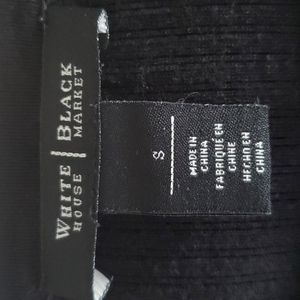 WHITE | BLACK
HOUSE | MARKET
S
MADE IN
CHINA
FABRIQUÉ EN
CHINE
HECHO EN
CHINA